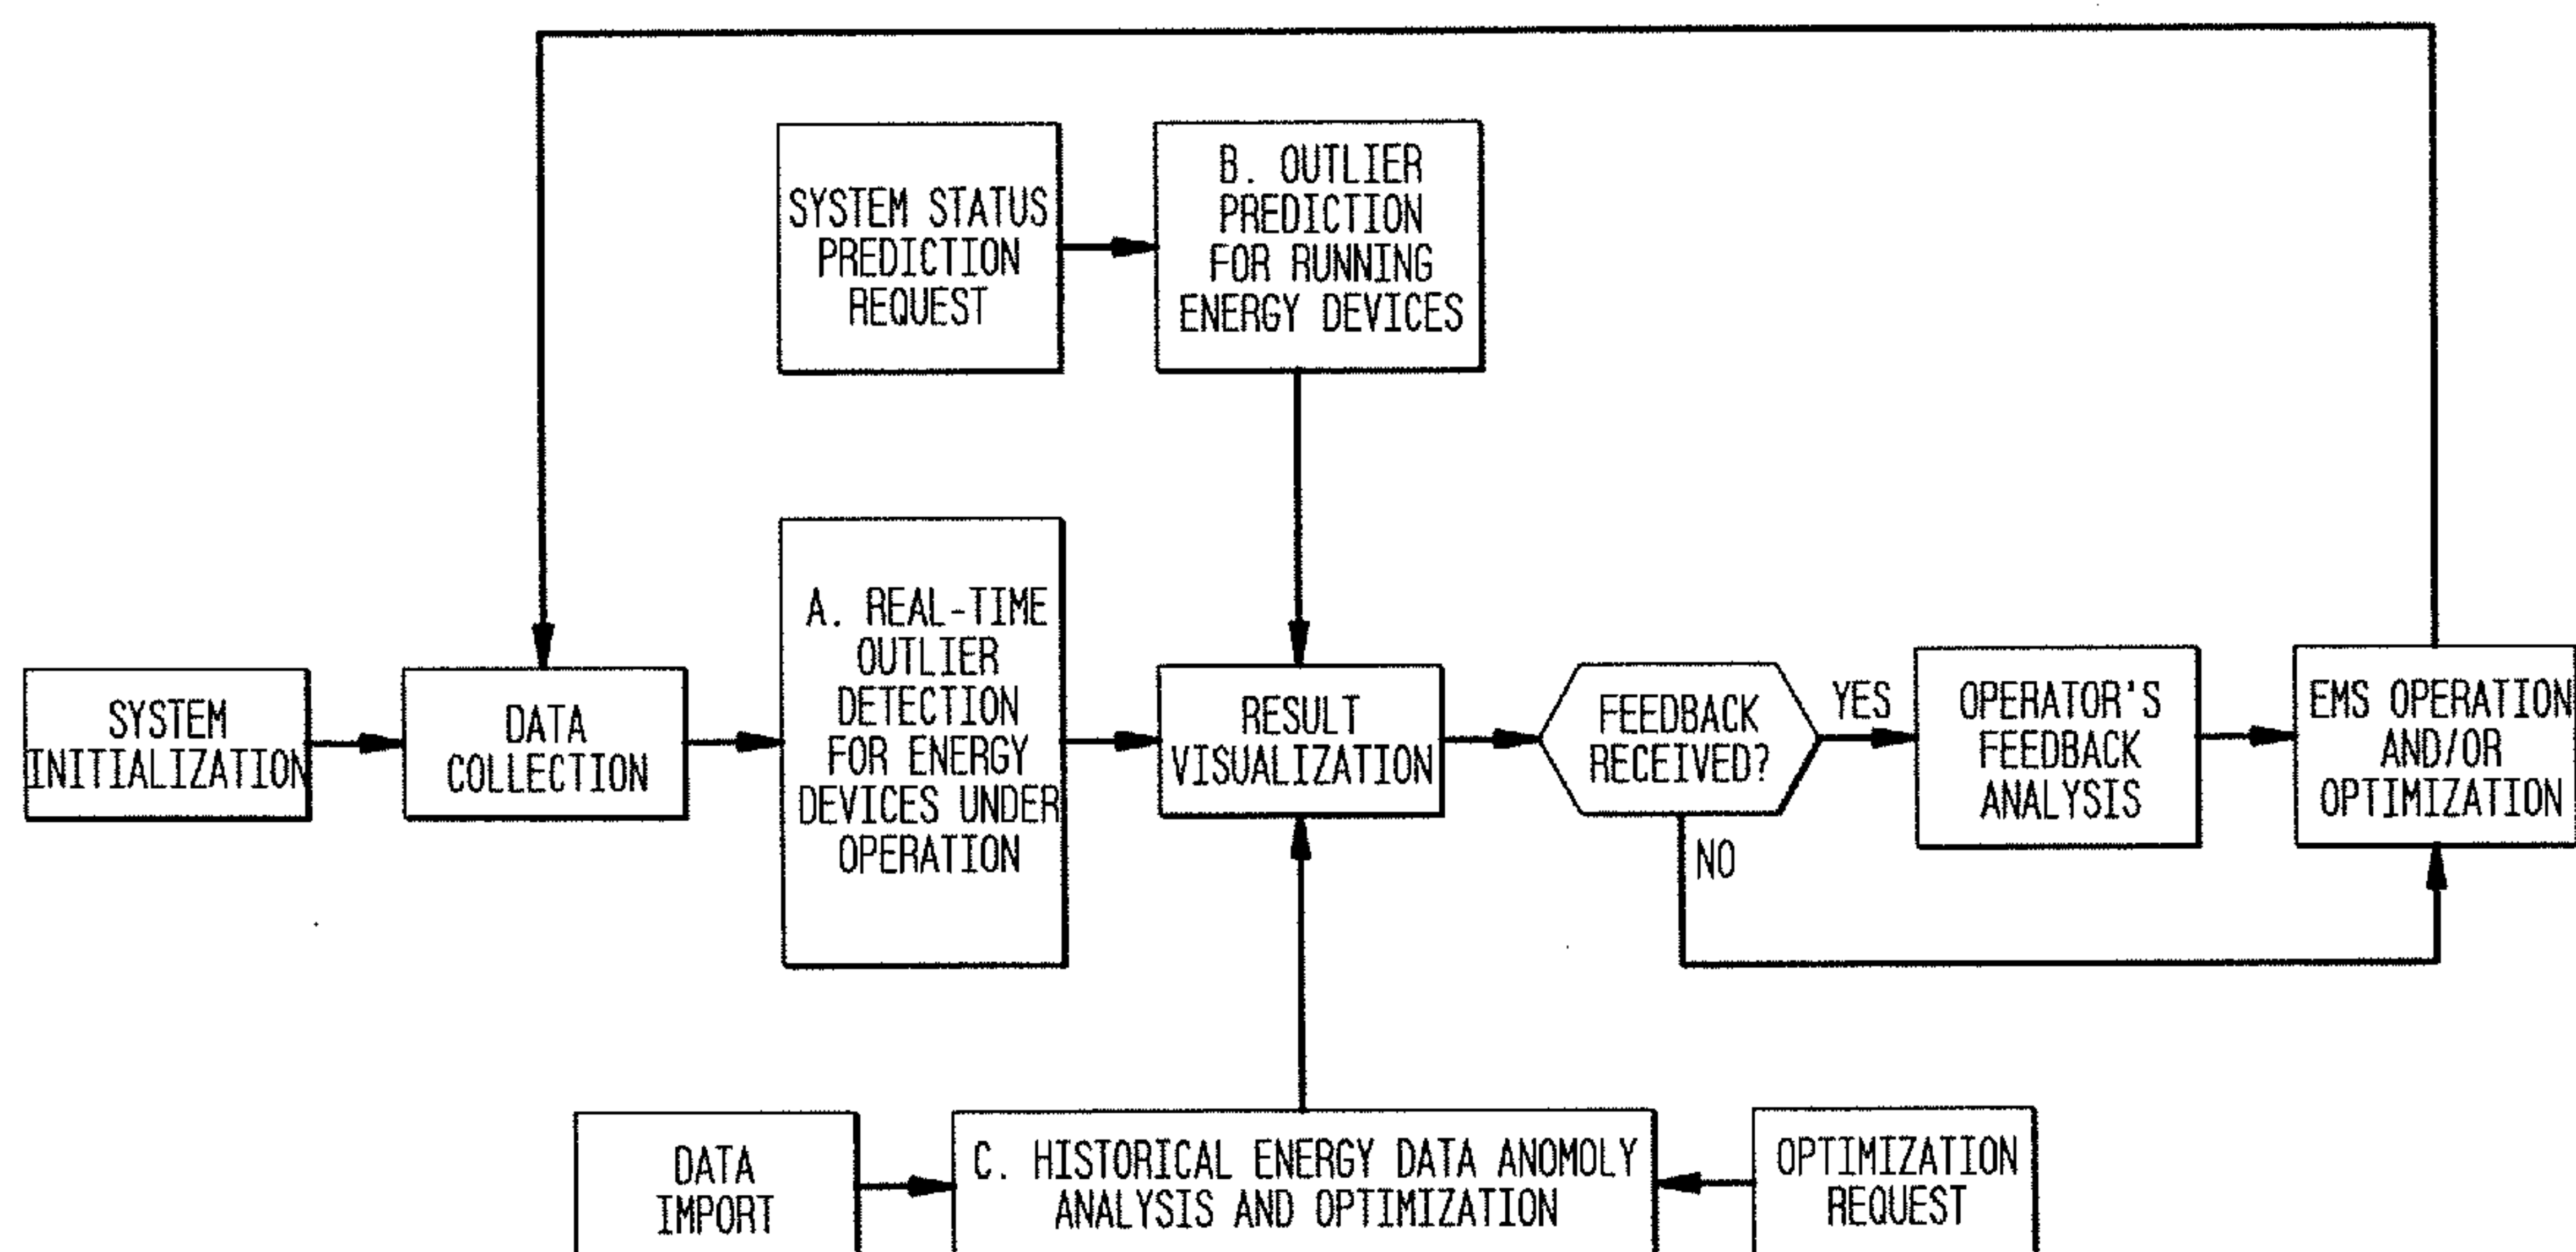 SYSTEM STATUS
PREDICTION
REQUEST
B. OUTLIER
PREDICTION
FOR RUNNING
ENERGY DEVICES
SYSTEM
INITIALIZATION
DATA
COLLECTION
A. REAL-TIME
OUTLIER
DETECTION
FOR ENERGY
DEVICES UNDER
OPERATION
RESULT
VISUALIZATION
FEEDBACK
RECEIVED?
YES
NO
OPERATOR'S
FEEDBACK
ANALYSIS
EMS OPERATION
AND/OR
OPTIMIZATION
DATA
IMPORT
C. HISTORICAL ENERGY DATA ANOMOLY
ANALYSIS AND OPTIMIZATION
OPTIMIZATION
REQUEST